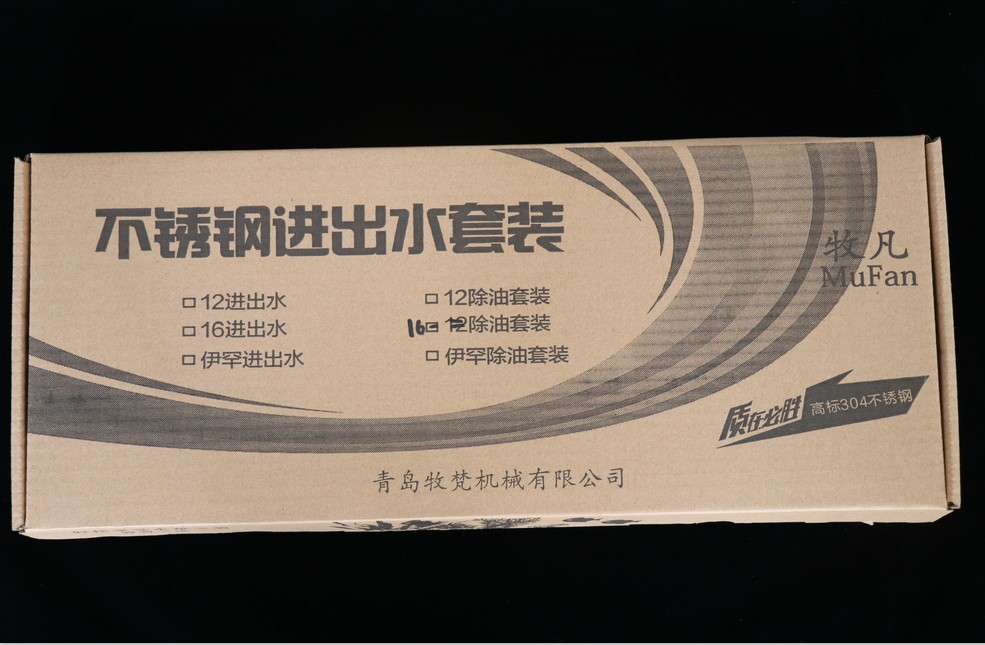 不锈钢进出水套装
牧凡
MuFan
□ 12进出水
□ 12除油套装
□ 16进出水
16□ 12除油套装
□ 伊罕进出水
□ 伊罕除油套装
质在必胜 高标304不锈钢
青岛牧梵机械有限公司